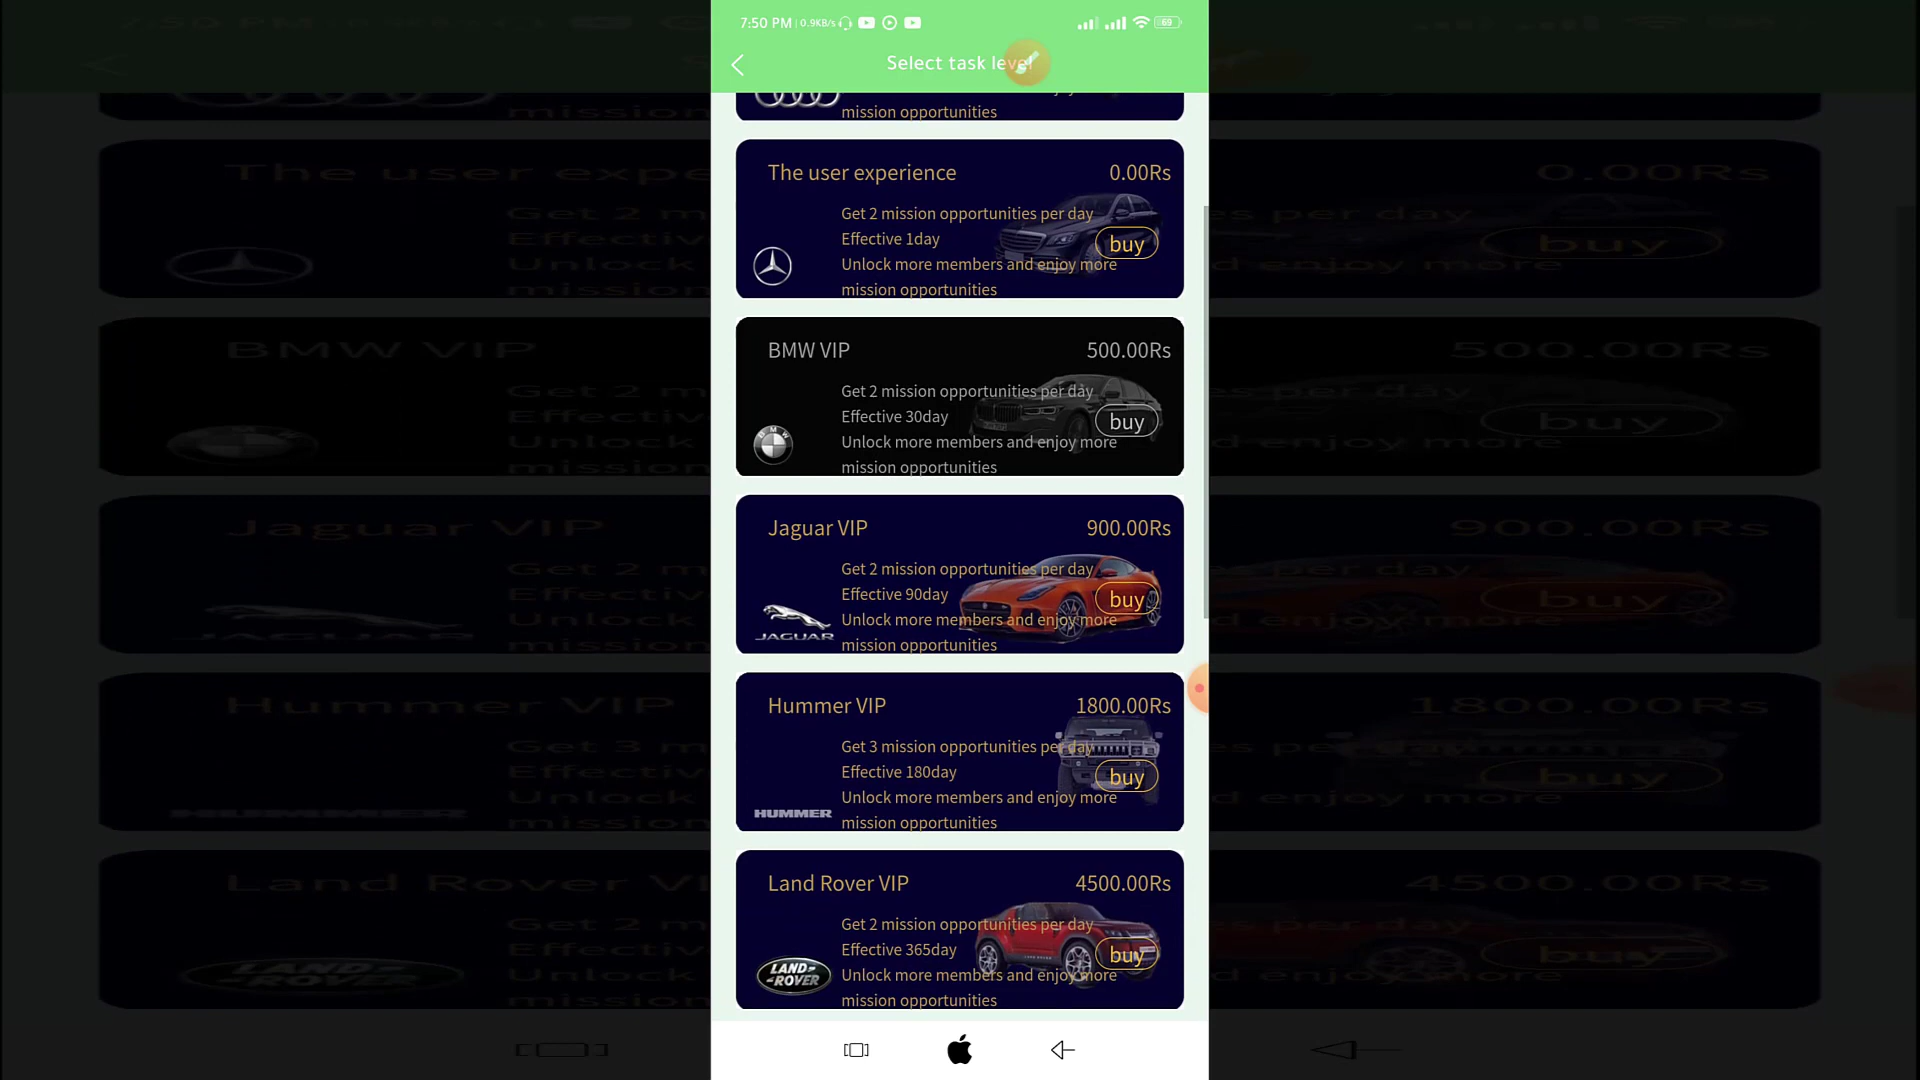 7:50 PM | 0.9KB/s
69
Select task level
mission opportunities
The user experience
0.00Rs
Get 2 mission opportunities per day
Effective 1day
buy
Unlock more members and enjoy more
mission opportunities
BMW VIP
500.00Rs
Get 2 mission opportunities per day
Effective 30day
buy
Unlock more members and enjoy more
mission opportunities
Jaguar VIP
900.00Rs
Get 2 mission opportunities per day
Effective 90day
buy
Unlock more members and enjoy more
JAGUAR
mission opportunities
Hummer VIP
1800.00Rs
Get 3 mission opportunities per day
Effective 180day
buy
Unlock more members and enjoy more
HUMMER
mission opportunities
Land Rover VIP
4500.00Rs
Get 2 mission opportunities per day
Effective 365day
buy
LAND-
-ROVER
Unlock more members and enjoy more
mission opportunities